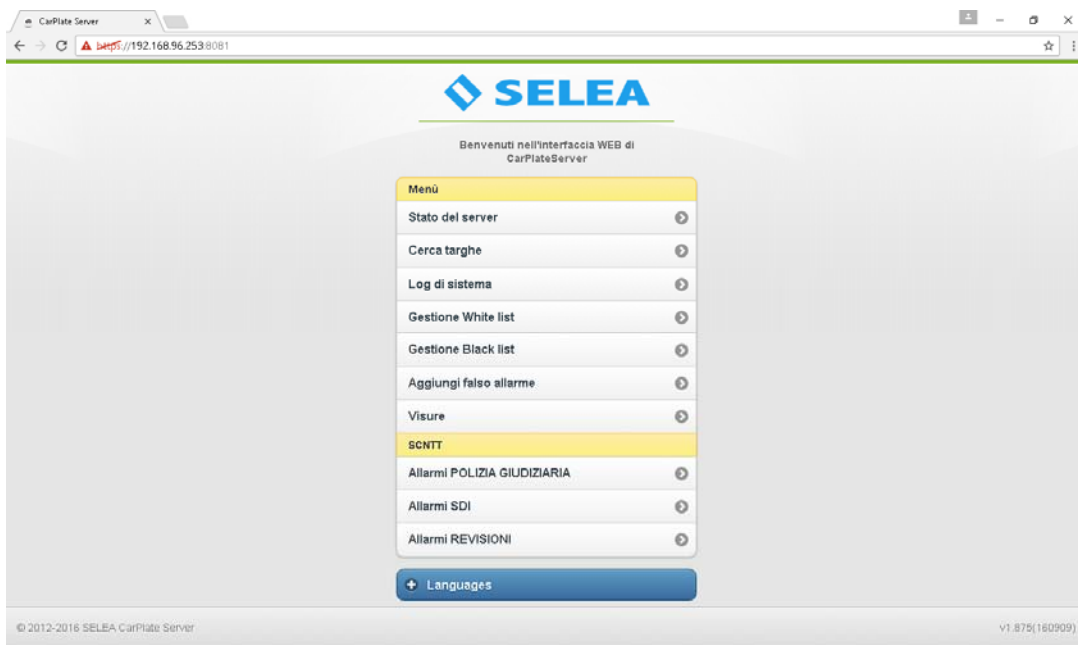 CarPlate Server
https://192.168.96.253:8081
SELEA
Benvenuti nell'interfaccia WEB di
CarPlateServer
Menù
Stato del server
Cerca targhe
Log di sistema
Gestione White list
Gestione Black list
Aggiungi falso allarme
Visure
SCNTT
Allarmi POLIZIA GIUDIZIARIA
Allarmi SDI
Allarmi REVISIONI
Languages
© 2012-2016 SELEA CarPlate Server
v1.875(160909)